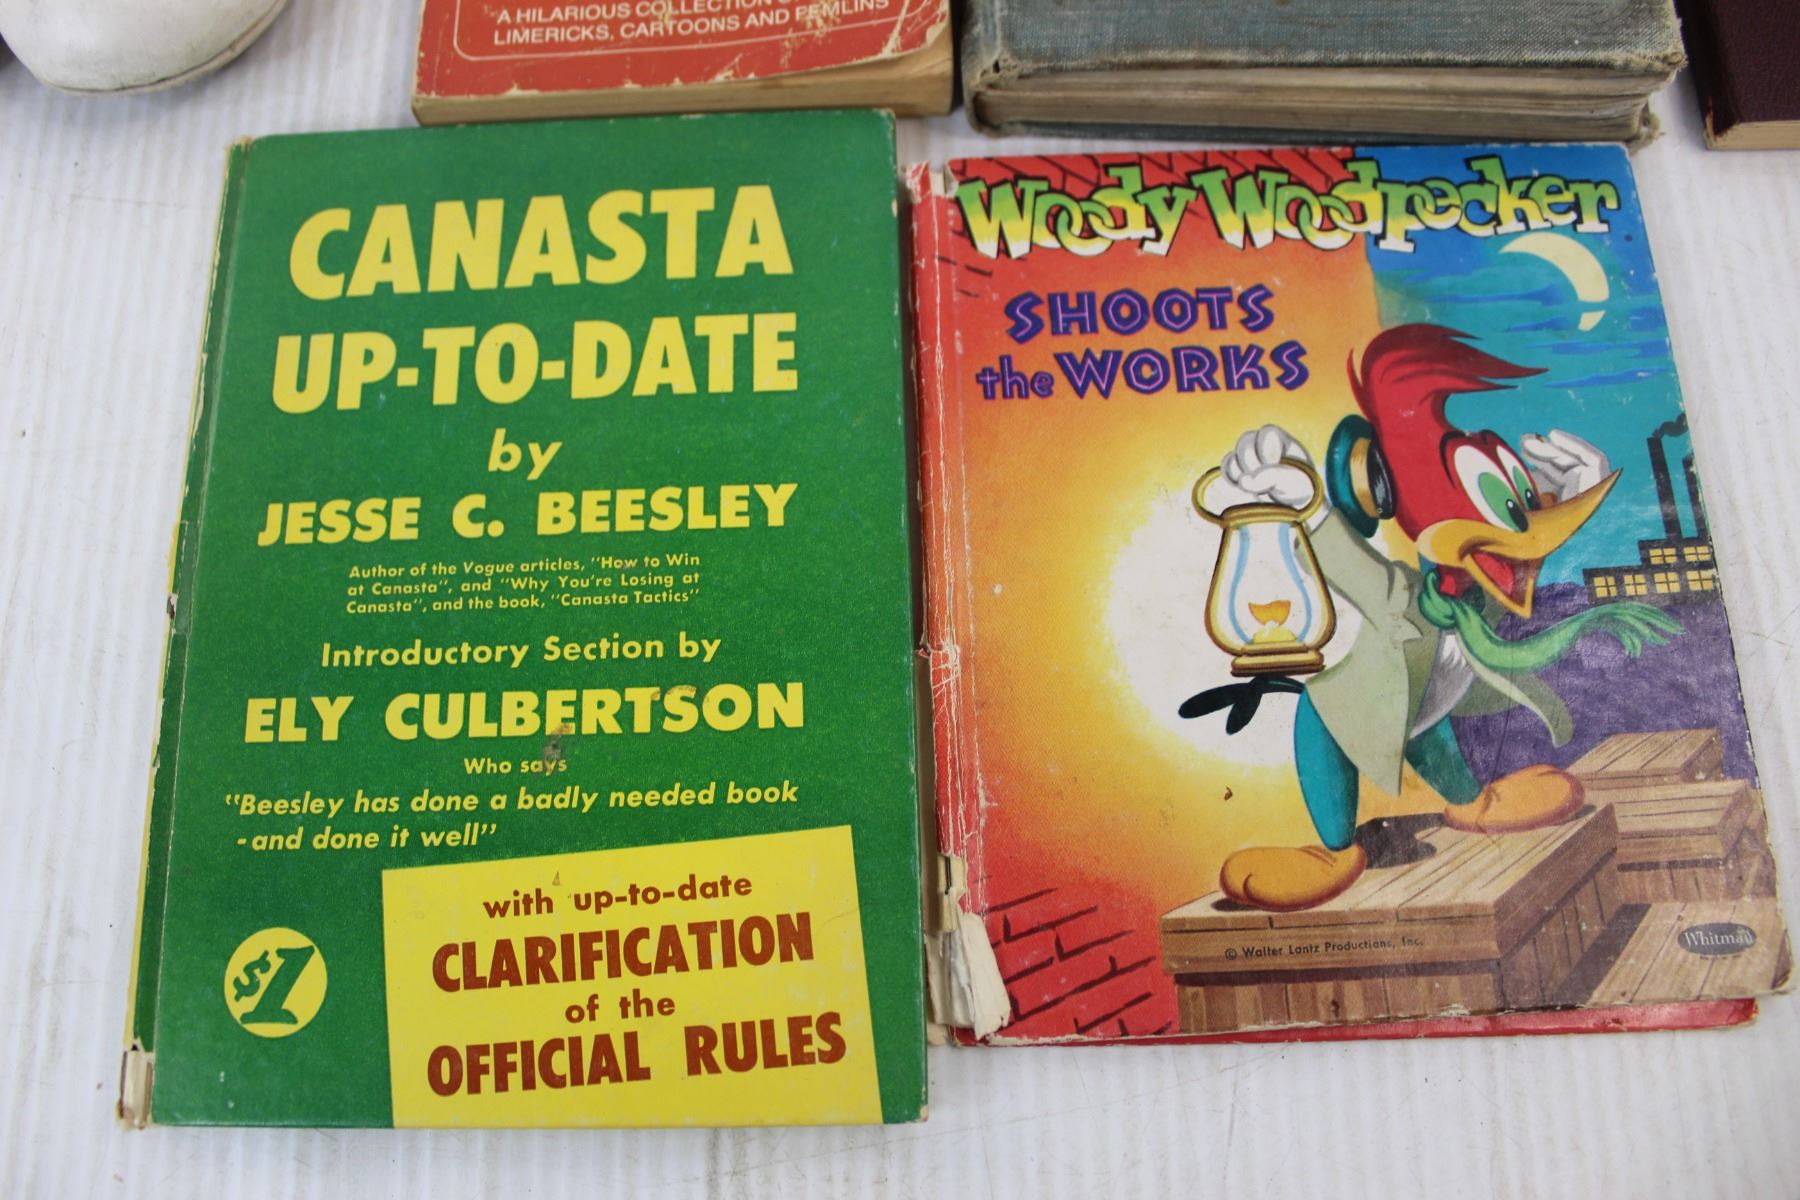 A HILARIOUS COLLECTION
LIMERICKS, CARTOONS AND FEMLINS
CANASTA
UP-TO-DATE
by
JESSE C. BEESLEY
Author of the Vogue articles, "How to Win
at Canasta", and "Why You're Losing at
Canasta", and the book, "Canasta Tactics"
Introductory Section by
ELY CULBERTSON
Who says
"Beesley has done a badly needed book
-and done it well"
with up-to-date
CLARIFICATION
of the
OFFICIAL RULES
$1
Woody Woodpecker
SHOOTS
the WORKS
© Walter Lantz Productions, Inc.
Whitman